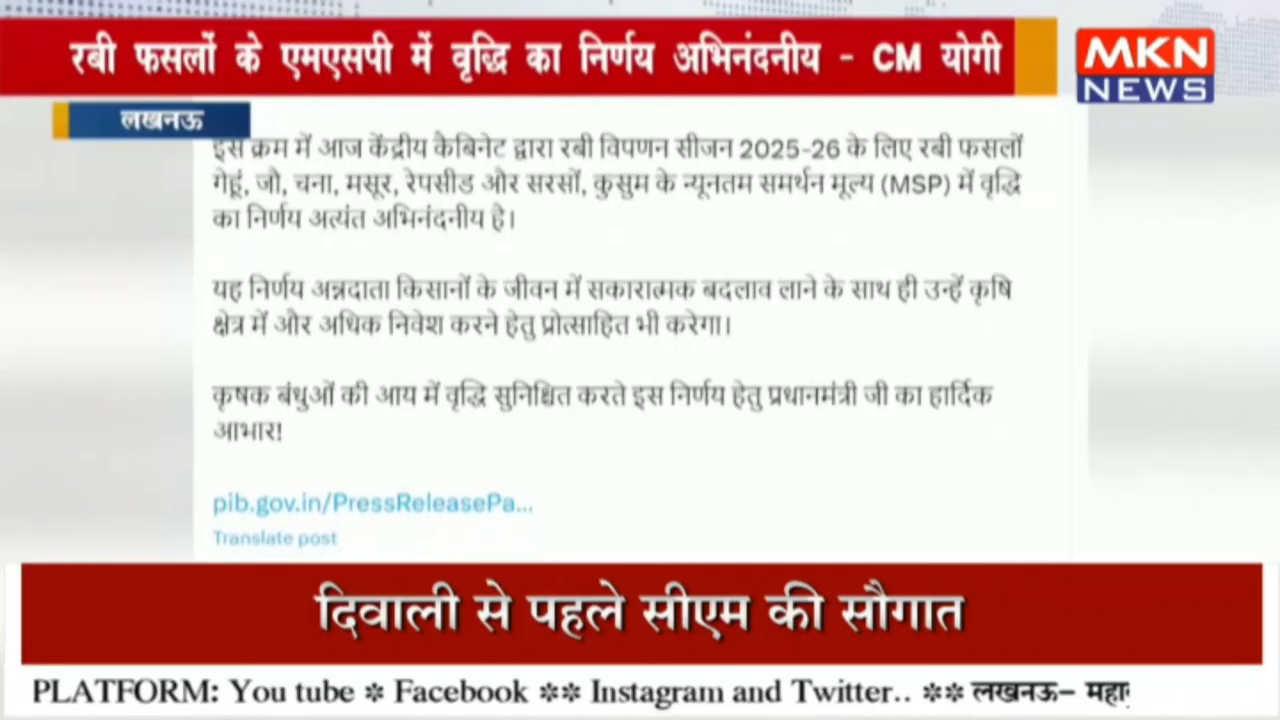 रबी फसलों के एमएसपी में वृद्धि का निर्णय अभिनंदनीय - CM योगी
MKN
NEWS
लखनऊ
इस क्रम में आज केंद्रीय कैबिनेट द्वारा रबी विपणन सीजन 2025-26 के लिए रबी फसलों
गेहूं, जौ, चना, मसूर, रेपसीड और सरसों, कुसुम के न्यूनतम समर्थन मूल्य (MSP) में वृद्धि
का निर्णय अत्यंत अभिनंदनीय है।
यह निर्णय अन्नदाता किसानों के जीवन में सकारात्मक बदलाव लाने के साथ ही उन्हें कृषि
क्षेत्र में और अधिक निवेश करने हेतु प्रोत्साहित भी करेगा।
कृषक बंधुओं की आय में वृद्धि सुनिश्चित करते इस निर्णय हेतु प्रधानमंत्री जी का हार्दिक
आभार!
pib.gov.in/PressReleasePa...
Translate post
दिवाली से पहले सीएम की सौगात
PLATFORM: You tube * Facebook ** Instagram and Twitter.. ** लखनऊ–